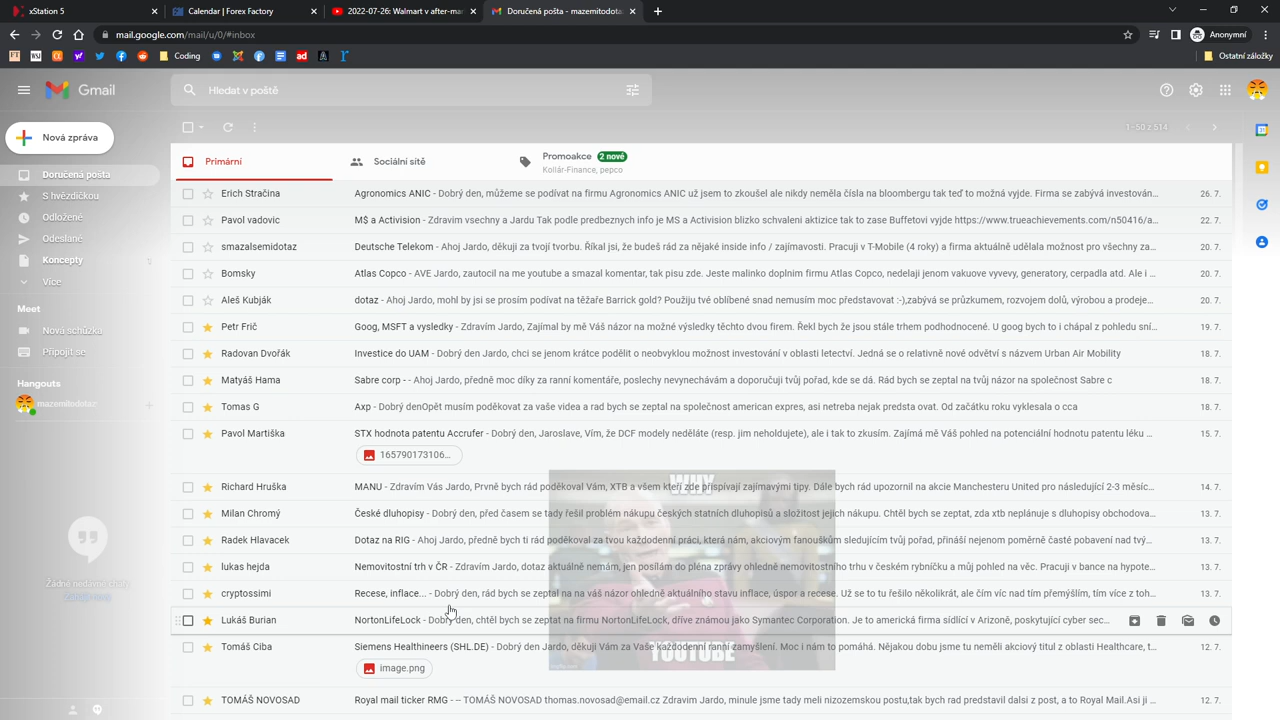 xStation 5
Calendar | Forex Factory
2022-07-26: Walmart v after-mar
Doručená pošta - mazemitodota
mail.google.com/mail/u/0/#inbox
Anonymní
Coding
Ostatní záložky
Gmail
Hledat v poště
Nová zpráva
1–50 z 514
Primární
Sociální sítě
Promoakce
2 nové
Kollár-Finance, pepco
Doručená pošta
S hvězdičkou
Odložené
Odeslané
Koncepty
Více
Meet
Nová schůzka
Připojit se
Hangouts
mazemitodotaz
Žádné nedávné chaty
Zahájit nový
Erich Stračina
Agronomics ANIC - Dobrý den, můžeme se podívat na firmu Agronomics ANIC už jsem to zkoušel ale nikdy neměla čísla na bloombergu tak teď to možná vyjde. Firma se zabývá investován...
26. 7.
Pavol vadovic
M$ a Activision - Zdravim vsechny a Jardu Tak podle predbeznych info je MS a Activision blizko schvaleni aktizice tak to zase Buffetovi vyjde https://www.trueachievements.com/n50416/a...
22. 7.
smazalsemidotaz
Deutsche Telekom - Ahoj Jardo, děkuji za tvojí tvorbu. Říkal jsi, že budeš rád za nějaké inside info / zajímavosti. Pracuji v T-Mobile (4 roky) a firma aktuálně udělala možnost pro všechny za...
20. 7.
Bomsky
Atlas Copco - AVE Jardo, zautocil na me youtube a smazal komentar, tak pisu zde. Jeste malinko doplnim firmu Atlas Copco, nedelaji jenom vakuove vyvevy, generatory, cerpadla atd. Ale i ...
20. 7.
Aleš Kubják
dotaz - Ahoj Jardo, mohl by jsi se prosím podívat na těžaře Barrick gold? Použiju tvé oblíbené snad nemusím moc představovat :-),zabývá se průzkumem, rozvojem dolů, výrobou a prodeje...
20. 7.
Petr Frič
Goog, MSFT a vysledky - Zdravím Jardo, Zajímal by mě Váš názor na možné výsledky těchto dvou firem. Řekl bych že jsou stále trhem podhodnocené. U goog bych to i chápal z pohledu sní...
19. 7.
Radovan Dvořák
Investice do UAM - Dobrý den Jardo, chci se jenom krátce podělit o neobvyklou možnost investování v oblasti letectví. Jedná se o relativně nové odvětví s názvem Urban Air Mobility
18. 7.
Matyáš Hama
Sabre corp - - Ahoj Jardo, předně moc díky za ranní komentáře, poslechy nevynechávám a doporučuji tvůj pořad, kde se dá. Rád bych se zeptal na tvůj názor na společnost Sabre c
18. 7.
Tomas G
Axp - Dobrý denOpět musím poděkovat za vaše videa a rad bych se zeptal na společnost american expres, asi netreba nejak predsta ovat. Od začátku roku vyklesala o cca
18. 7.
Pavol Martiška
STX hodnota patentu Accrufer - Dobrý den, Jaroslave, Vím, že DCF modely neděláte (resp. jim neholdujete), ale i tak to zkusím. Zajímá mě Váš pohled na potenciální hodnotu patentu léku ...
15. 7.
165790173106...
Richard Hruška
MANU - Zdravím Vás Jardo, Prvně bych rád poděkoval Vám, XTB a všem kteří zde přispívají zajímavými tipy. Dále bych rád upozornil na akcie Manchesteru United pro následující 2-3 měsíc...
14. 7.
Milan Chromý
České dluhopisy - Dobrý den, před časem se tady řešil problém nákupu českých statních dluhopisů a složitost jejich nákupu. Chtěl bych se zeptat, zda xtb neplánuje s dluhopisy obchodova...
13. 7.
Radek Hlavacek
Dotaz na RIG - Ahoj Jardo, předně bych ti rád poděkoval za tvou každodenní práci, která nám, akciovým fanouškům sledujícím tvůj pořad, přináší nejenom poměrně časté pobavení nad tvý...
13. 7.
lukas hejda
Nemovitostní trh v ČR - Zdravím Jardo, dotaz aktuálně nemám, jen posílám do pléna zprávy ohledně nemovitostního trhu v českém rybníčku a můj pohled na věc. Pracuji v bance na hypote...
13. 7.
cryptossimi
Recese, inflace... - Dobrý den, rád bych se zeptal na na váš názor ohledně aktuálního stavu inflace, úspor a recese. Už se to tu řešilo několikrát, ale čím víc nad tím přemýšlím, tím více vi...
13. 7.
Lukáš Burian
NortonLifeLock - Dobrý den, chtěl bych se zeptat na firmu NortonLifeLock, dříve známou jako Symantec Corporation. Je to americká firma sídlící v Arizoně, poskytující cyber sec...
Tomáš Ciba
Siemens Healthineers (SHL.DE) - Dobrý den, děkuji Vám za Vaše každodenní ranní zamyšlení. Moc i nám to pomáhá. Nějakou dobu jsme tu neměli akciový titul z oblasti Healthcare, t...
12. 7.
image.png
TOMÁŠ NOVOSAD
Royal mail ticker RMG - -- TOMÁŠ NOVOSAD thomas.novosad@email.cz Zdravim Jardo, minule jsme tady meli nizozemskou postu,tak bych rad představil dalsi z post, a to Royal Mail.Asi ji ...
12. 7.
WHY
YOUTUBE